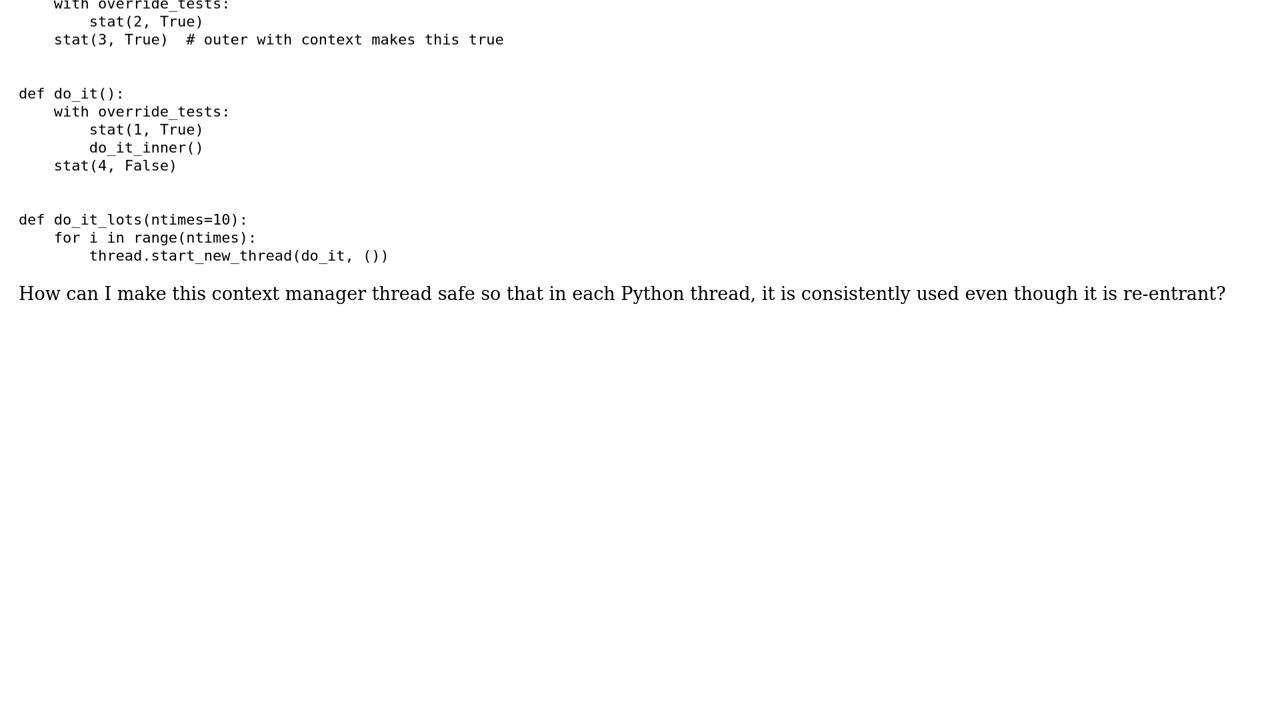 with override_tests:
        stat(2, True)
    stat(3, True)  # outer with context makes this true
def do_it():
    with override_tests:
        stat(1, True)
        do_it_inner()
    stat(4, False)
def do_it_lots(ntimes=10):
    for i in range(ntimes):
        thread.start_new_thread(do_it, ())
How can I make this context manager thread safe so that in each Python thread, it is consistently used even though it is re-entrant?